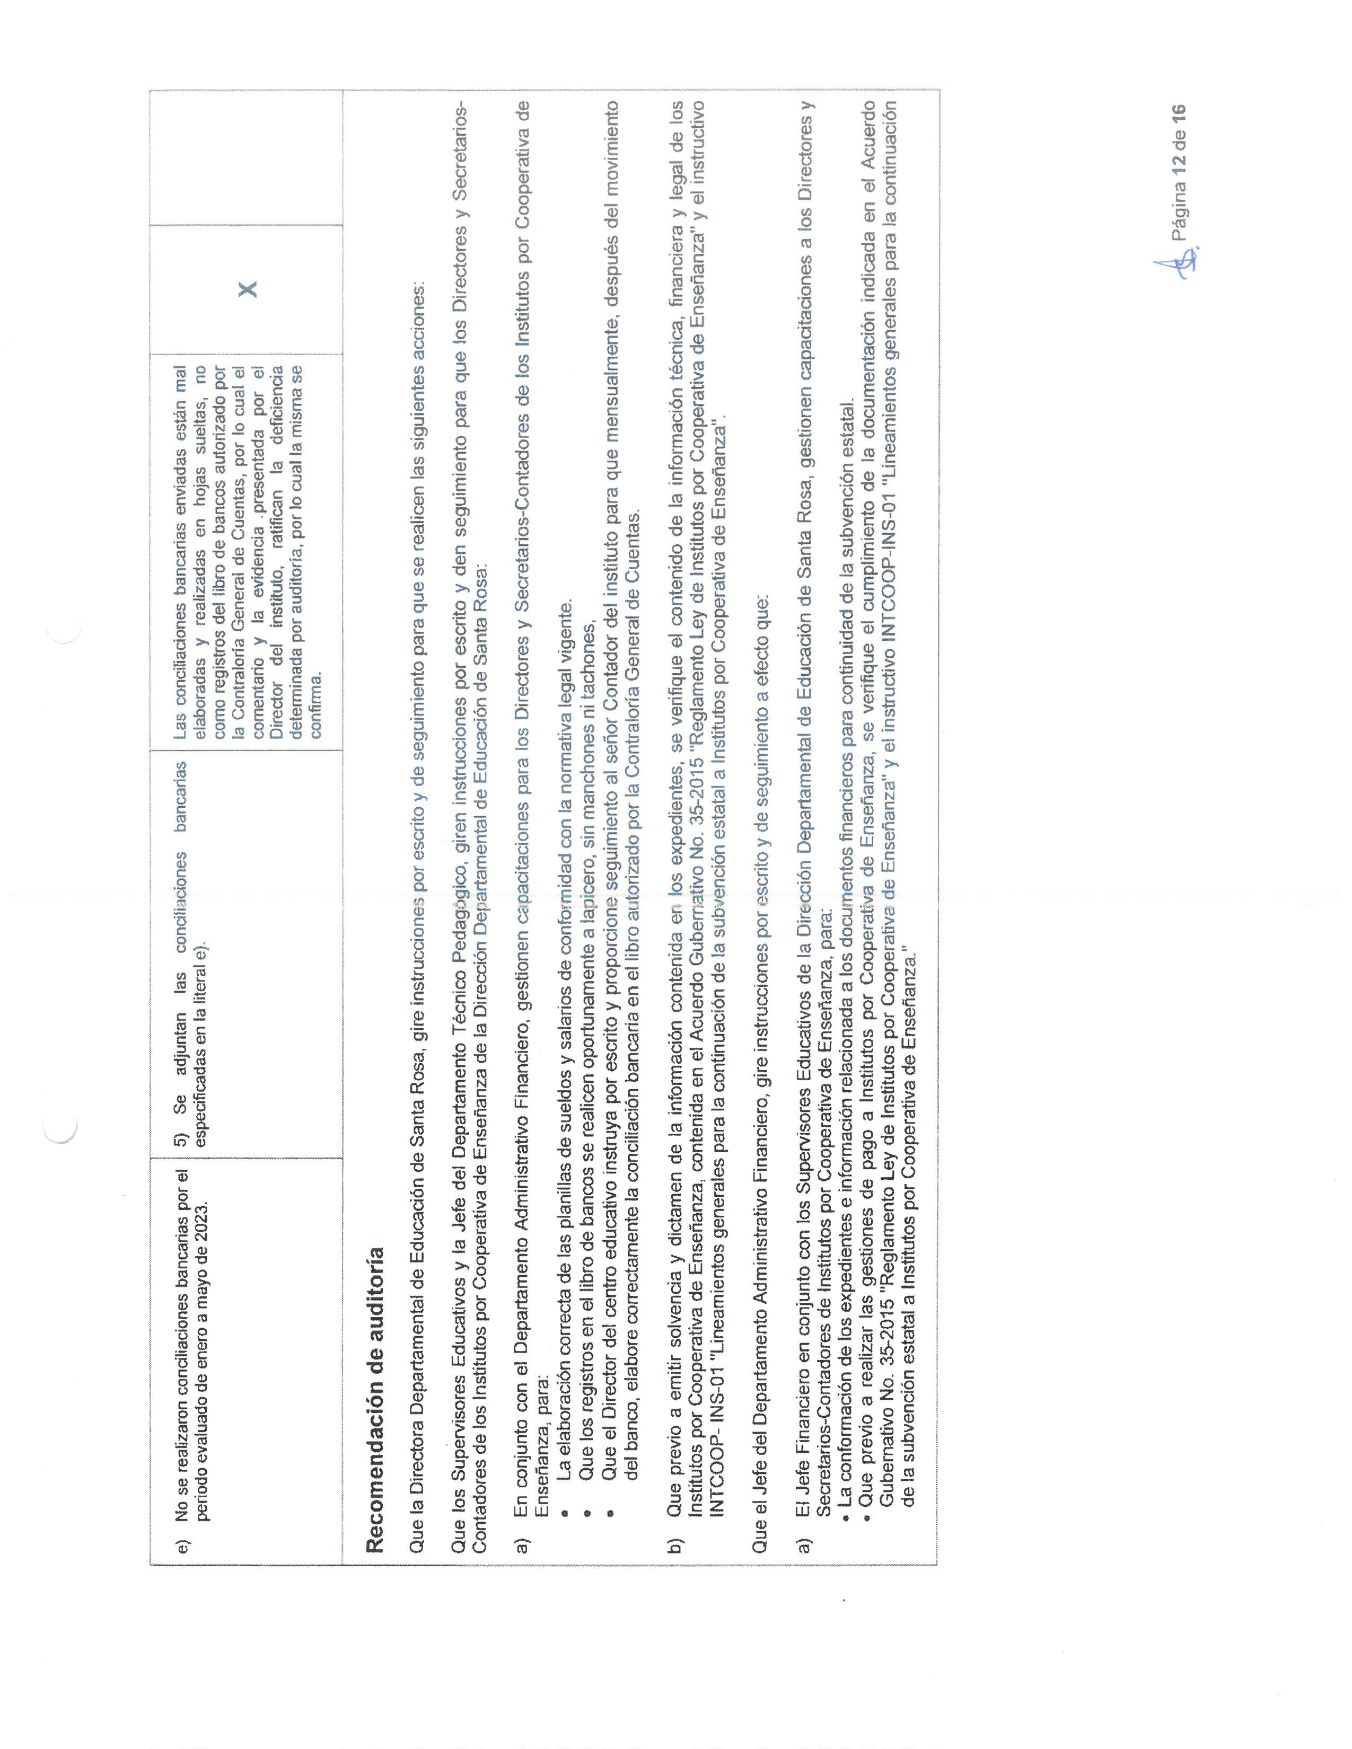 e) No se realizaron conciliaciones bancarias por el
periodo evaluado de enero a mayo de 2023.
5) Se adjuntan las conciliaciones bancarias
especificadas en la literal e).
Las conciliaciones bancarias enviadas están mal
elaboradas y realizadas en hojas sueltas, no
como registros del libro de bancos autorizado por
la Contraloría General de Cuentas, por lo cual el
comentario y la evidencia presentada por el
Director del instituto, ratifican la deficiencia
determinada por auditoría, por lo cual la misma se
confirma.
X
Recomendación de auditoría
Que la Directora Departamental de Educación de Santa Rosa, gire instrucciones por escrito y de seguimiento para que se realicen las siguientes acciones:
Que los Supervisores Educativos y la Jefe del Departamento Técnico Pedagógico, giren instrucciones por escrito y den seguimiento para que los Directores y Secretarios-
Contadores de los Institutos por Cooperativa de Enseñanza de la Dirección Departamental de Educación de Santa Rosa:
a) En conjunto con el Departamento Administrativo Financiero, gestionen capacitaciones para los Directores y Secretarios-Contadores de los Institutos por Cooperativa de
Enseñanza, para:
• La elaboración correcta de las planillas de sueldos y salarios de conformidad con la normativa legal vigente.
• Que los registros en el libro de bancos se realicen oportunamente a lapicero, sin manchones ni tachones,
• Que el Director del centro educativo instruya por escrito y proporcione seguimiento al señor Contador del instituto para que mensualmente, después del movimiento
del banco, elabore correctamente la conciliación bancaria en el libro autorizado por la Contraloría General de Cuentas.
b) Que previo a emitir solvencia y dictamen de la información contenida en los expedientes, se verifique el contenido de la información técnica, financiera y legal de los
Institutos por Cooperativa de Enseñanza, contenida en el Acuerdo Gubernativo No. 35-2015 "Reglamento Ley de Institutos por Cooperativa de Enseñanza" y el instructivo
INTCOOP- INS-01 "Lineamientos generales para la continuación de la subvención estatal a Institutos por Cooperativa de Enseñanza".
Que el Jefe del Departamento Administrativo Financiero, gire instrucciones por escrito y de seguimiento a efecto que:
a) El Jefe Financiero en conjunto con los Supervisores Educativos de la Dirección Departamental de Educación de Santa Rosa, gestionen capacitaciones a los Directores y
Secretarios-Contadores de Institutos por Cooperativa de Enseñanza, para:
• La conformación de los expedientes e información relacionada a los documentos financieros para continuidad de la subvención estatal.
• Que previo a realizar las gestiones de pago a Institutos por Cooperativa de Enseñanza, se verifique el cumplimiento de la documentación indicada en el Acuerdo
Gubernativo No. 35-2015 "Reglamento Ley de Institutos por Cooperativa de Enseñanza" y el instructivo INTCOOP-INS-01 "Lineamientos generales para la continuación
de la subvención estatal a Institutos por Cooperativa de Enseñanza."
Página 12 de 16